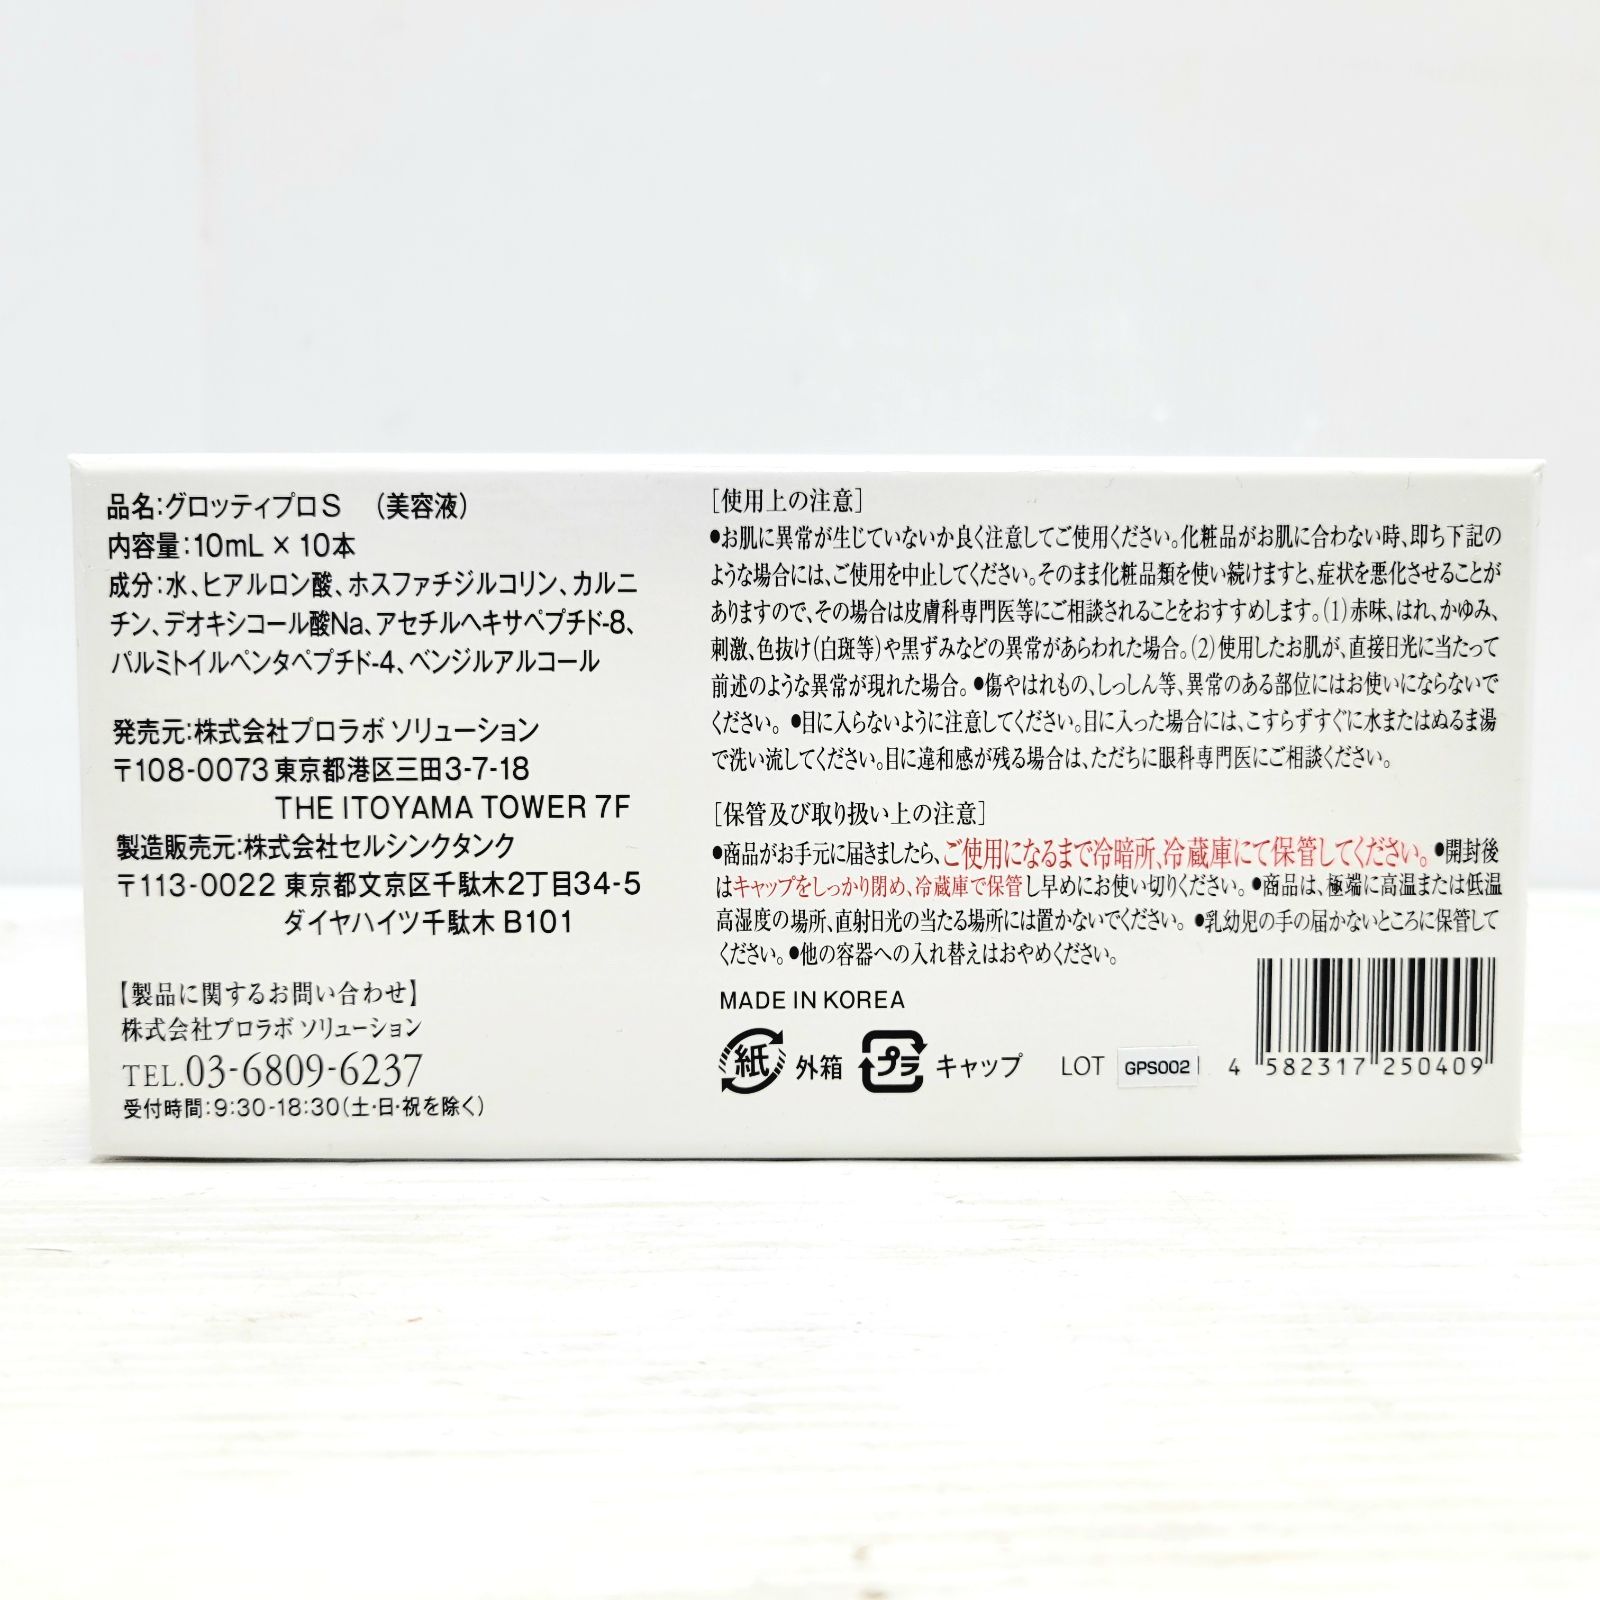 品名:グロッティプロS (美容液)
内容量:10mL × 10本
成分:水、ヒアルロン酸、ホスファチジルコリン、カルニ
チン、デオキシコール酸Na、アセチルヘキサペプチド-8、
パルミトイルペンタペプチド-4、ベンジルアルコール
発売元:株式会社プロラボ ソリューション
〒108-0073 東京都港区三田3-7-18
THE ITOYAMA TOWER 7F
製造販売元:株式会社セルシンクタンク
〒113-0022 東京都文京区千駄木2丁目34-5
ダイヤハイツ千駄木 B101
【製品に関するお問い合わせ】
株式会社プロラボ ソリューション
TEL.03-6809-6237
受付時間:9:30-18:30(土・日・祝を除く)
[使用上の注意]
●お肌に異常が生じていないか良く注意してご使用ください。化粧品がお肌に合わない時、即ち下記の
ような場合には、ご使用を中止してください。そのまま化粧品類を使い続けますと、症状を悪化させることが
ありますので、その場合は皮膚科専門医等にご相談されることをおすすめします。(1)赤味、はれ、かゆみ、
刺激、色抜け(白斑等)や黒ずみなどの異常があらわれた場合。(2)使用したお肌が、直接日光に当たって
前述のような異常が現れた場合。●傷やはれもの、しっしん等、異常のある部位にはお使いにならないで
ください。●目に入らないように注意してください。目に入った場合には、こすらずすぐに水またはぬるま湯
で洗い流してください。目に違和感が残る場合は、ただちに眼科専門医にご相談ください。
[保管及び取り扱い上の注意]
●商品がお手元に届きましたら、ご使用になるまで冷暗所、冷蔵庫にて保管してください。●開封後
はキャップをしっかり閉め、冷蔵庫で保管し早めにお使い切りください。●商品は、極端に高温または低温
高湿度の場所、直射日光の当たる場所には置かないでください。●乳幼児の手の届かないところに保管して
ください。●他の容器への入れ替えはおやめください。
MADE IN KOREA
紙 外箱 プラ キャップ LOT GPS002 4 582317 250409